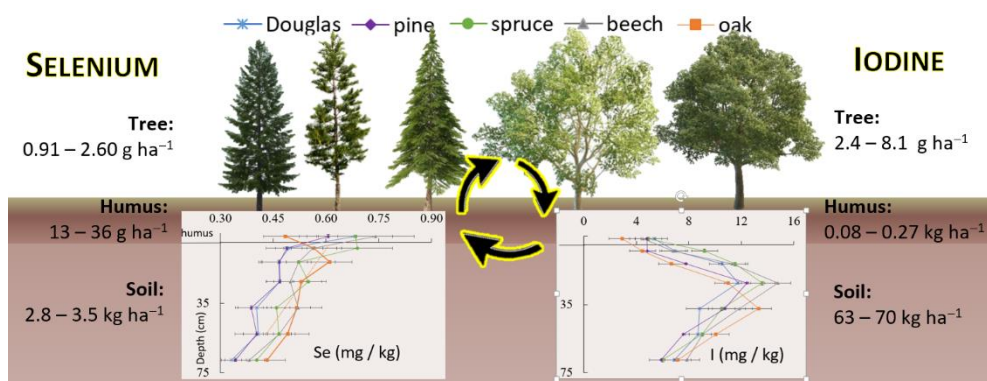 Douglas pine spruce beech oak
SELENIUM
IODINE
Tree:
0.91 – 2.60 g ha⁻¹
Tree:
2.4 – 8.1 g ha⁻¹
Humus:
13 – 36 g ha⁻¹
Humus:
0.08 – 0.27 kg ha⁻¹
Soil:
2.8 – 3.5 kg ha⁻¹
Soil:
63 – 70 kg ha⁻¹
0.30 0.45 0.60 0.75 0.90
humus
35
75
Depth (cm)
Se (mg / kg)
0 4 8 12 16
35
75
I (mg / kg)